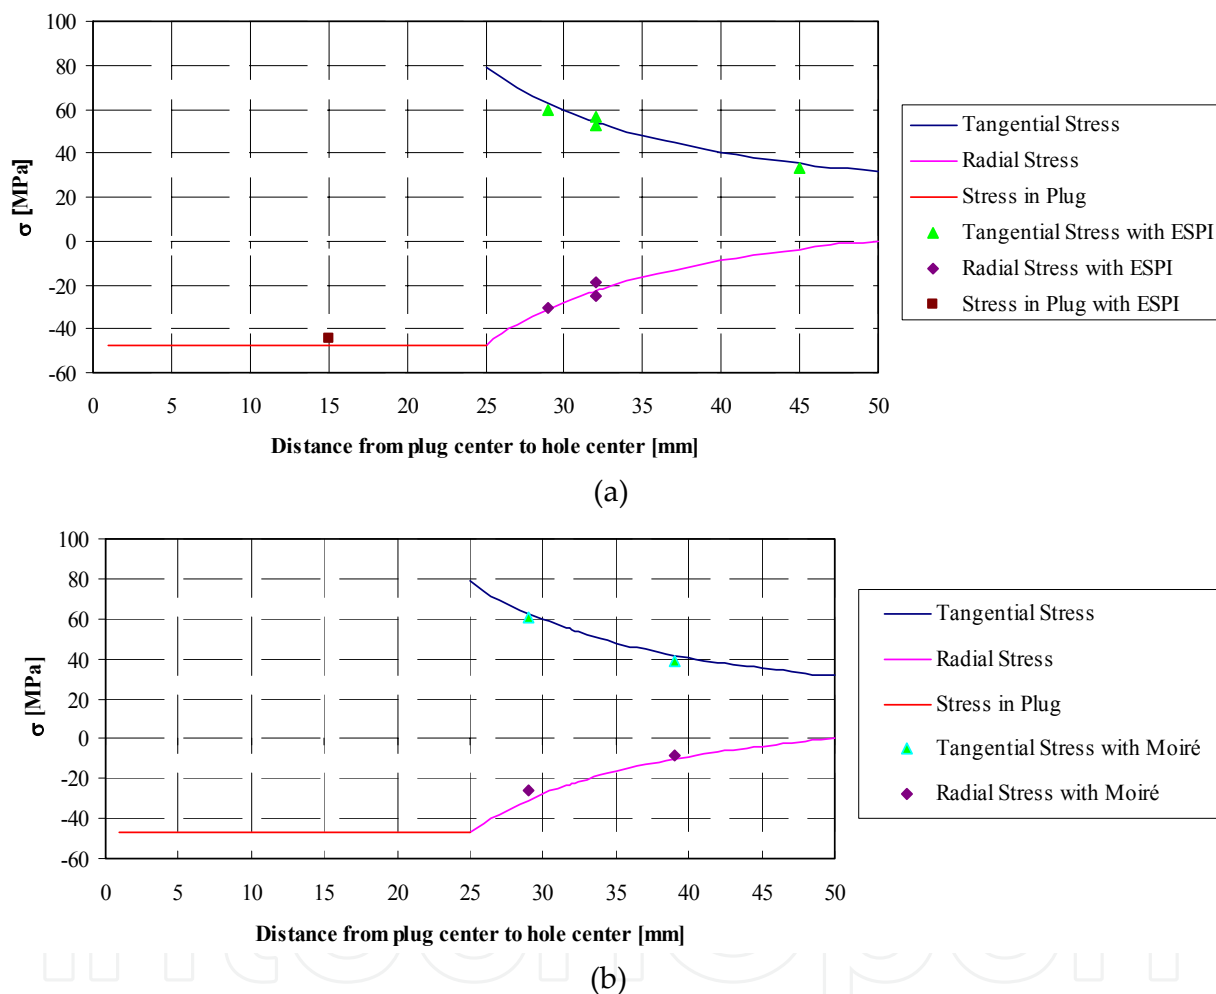 100
80
60
40
20
0
-20
-40
-60
σ [MPa]
0 5 10 15 20 25 30 35 40 45 50
Distance from plug center to hole center [mm]
Tangential Stress
Radial Stress
Stress in Plug
Tangential Stress with ESPI
Radial Stress with ESPI
Stress in Plug with ESPI
(a)
100
80
60
40
20
0
-20
-40
-60
σ [MPa]
0 5 10 15 20 25 30 35 40 45 50
Distance from plug center to hole center [mm]
Tangential Stress
Radial Stress
Stress in Plug
Tangential Stress with Moiré
Radial Stress with Moiré
(b)